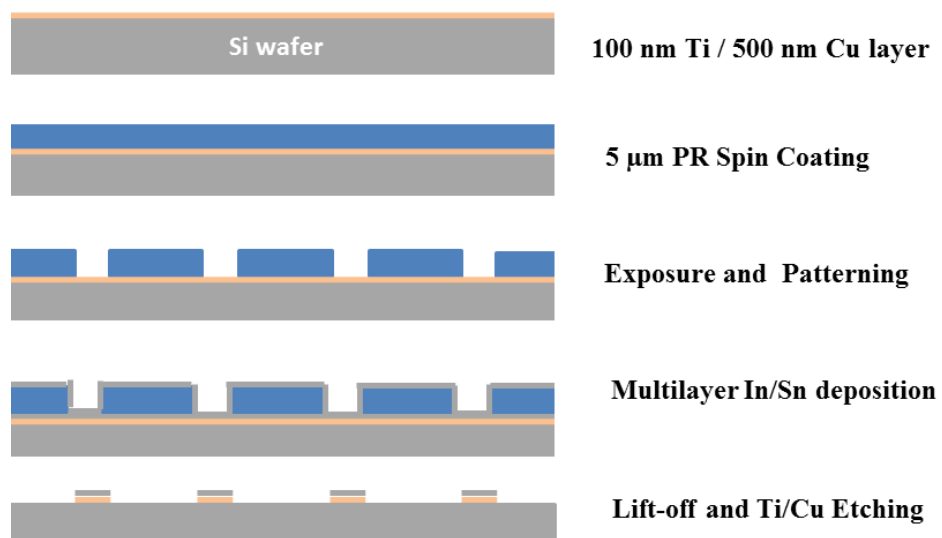 Si wafer
100 nm Ti / 500 nm Cu layer
5 μm PR Spin Coating
Exposure and Patterning
Multilayer In/Sn deposition
Lift-off and Ti/Cu Etching